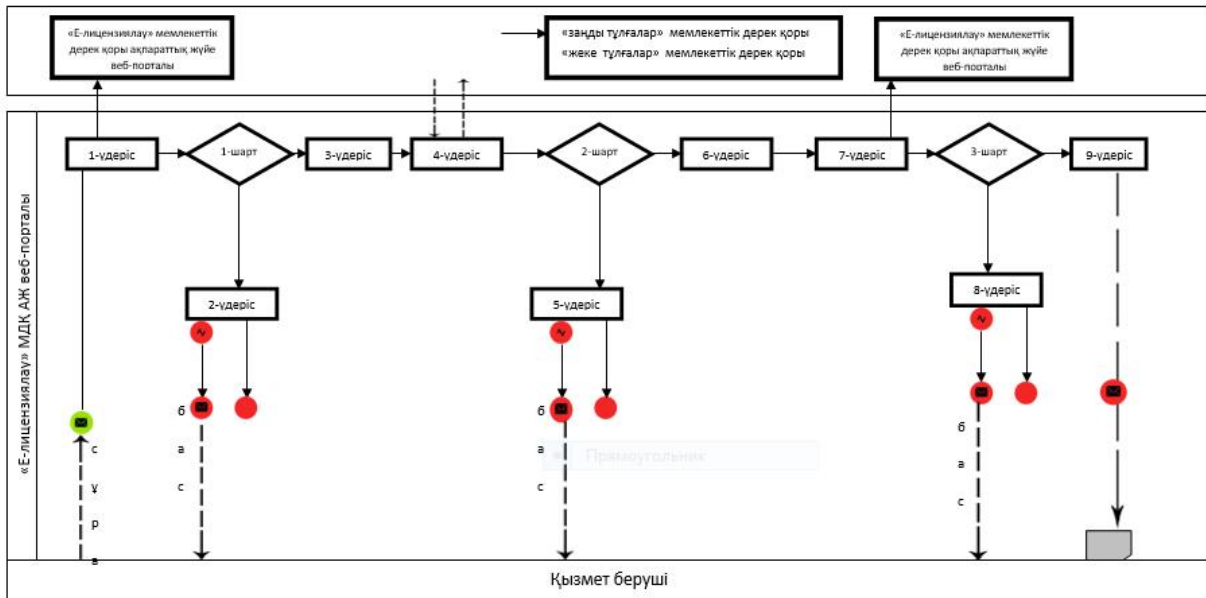 «Е-лицензиялау» мемлекеттік
дерек қоры ақпараттық жүйе
веб-порталы
«заңды тұлғалар» мемлекеттік дерек қоры
«жеке тұлғалар» мемлекеттік дерек қоры
«Е-лицензиялау» мемлекеттік
дерек қоры ақпараттық жүйе
веб-порталы
«Е-лицензиялау» МДҚ АЖ веб-порталы
1-үдеріс
1-шарт
3-үдеріс
4-үдеріс
2-шарт
6-үдеріс
7-үдеріс
3-шарт
9-үдеріс
2-үдеріс
5-үдеріс
8-үдеріс
с
ұ
р
а
б
а
с
б
а
с
б
а
с
Прямоугольник
Қызмет беруші